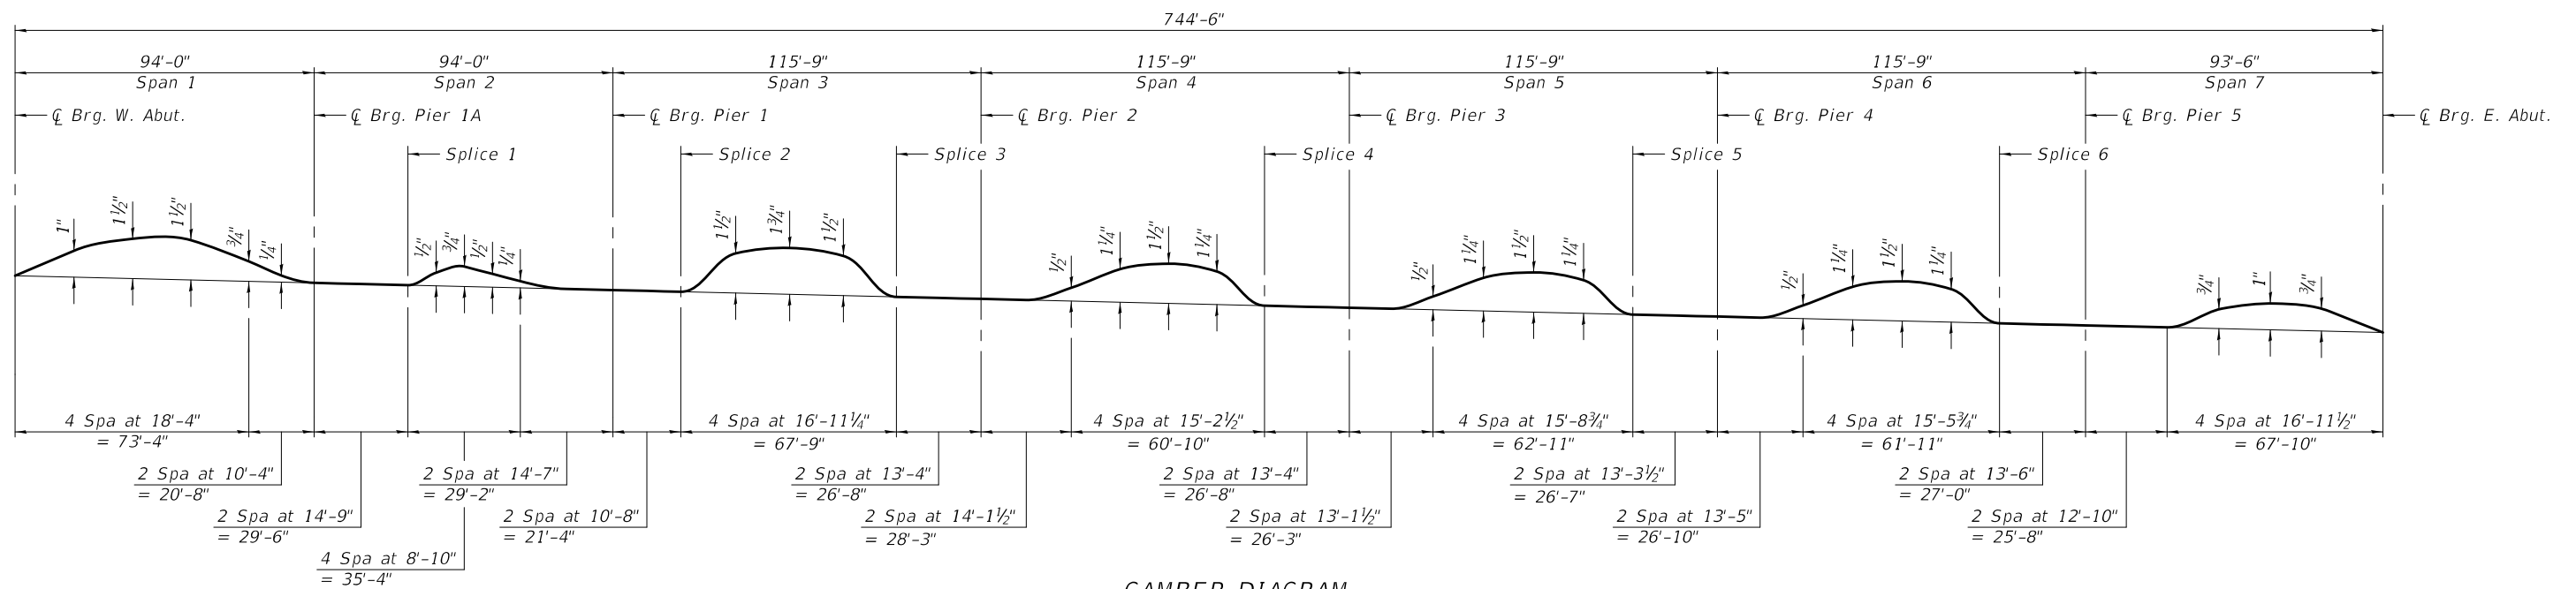 744'-6"
94'-0" 94'-0" 115'-9" 115'-9" 115'-9" 115'-9" 93'-6"
Span 1 Span 2 Span 3 Span 4 Span 5 Span 6 Span 7
℄ Brg. W. Abut. ℄ Brg. Pier 1A ℄ Brg. Pier 1 ℄ Brg. Pier 2 ℄ Brg. Pier 3 ℄ Brg. Pier 4 ℄ Brg. Pier 5 ℄ Brg. E. Abut.
Splice 1 Splice 2 Splice 3 Splice 4 Splice 5 Splice 6
1" 1½" 1½" ¾" ¼" ½" ¾" ½" ¼" 1½" 1¾" 1½" ½" 1¼" 1½" 1¼" ½" 1¼" 1½" 1¼" ½" 1¼" 1½" 1¼" ¾" 1" ¾"
4 Spa at 18'-4" 4 Spa at 16'-11¼" 4 Spa at 15'-2½" 4 Spa at 15'-8¾" 4 Spa at 15'-5¾" 4 Spa at 16'-11½"
= 73'-4" = 67'-9" = 60'-10" = 62'-11" = 61'-11" = 67'-10"
2 Spa at 10'-4" 2 Spa at 14'-7" 2 Spa at 13'-4" 2 Spa at 13'-4" 2 Spa at 13'-3½" 2 Spa at 13'-6"
= 20'-8" = 29'-2" = 26'-8" = 26'-8" = 26'-7" = 27'-0"
2 Spa at 14'-9" 2 Spa at 10'-8" 2 Spa at 14'-1½" 2 Spa at 13'-1½" 2 Spa at 13'-5" 2 Spa at 12'-10"
= 29'-6" = 21'-4" = 28'-3" = 26'-3" = 26'-10" = 25'-8"
4 Spa at 8'-10"
= 35'-4"
CAMBER DIAGRAM